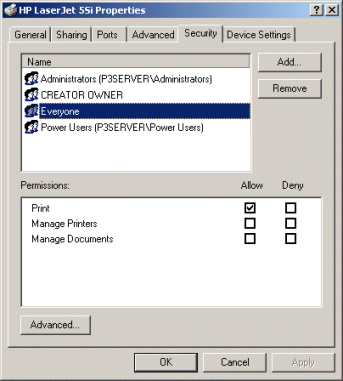 HP LaserJet 5Si Properties
General Sharing Ports Advanced Security Device Settings
Name
Administrators (P3SERVER\Administrators)
CREATOR OWNER
Everyone
Power Users (P3SERVER\Power Users)
Add...
Remove
Permissions: Allow Deny
Print
Manage Printers
Manage Documents
Advanced...
OK Cancel Apply